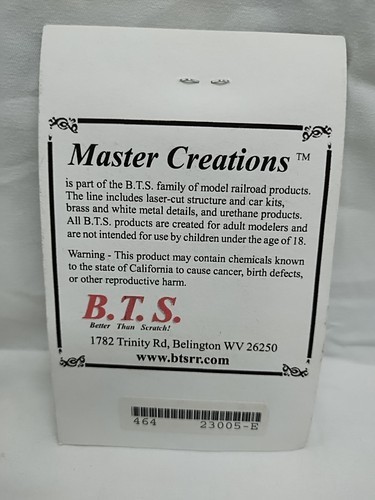 Master Creations ™
is part of the B.T.S. family of model railroad products.
The line includes laser-cut structure and car kits,
brass and white metal details, and urethane products.
All B.T.S. products are created for adult modelers and
are not intended for use by children under the age of 18.
Warning - This product may contain chemicals known
to the state of California to cause cancer, birth defects,
or other reproductive harm.
B.T.S.
Better Than Scratch!
1782 Trinity Rd, Belington WV 26250
www.btsrr.com
464 23005-E